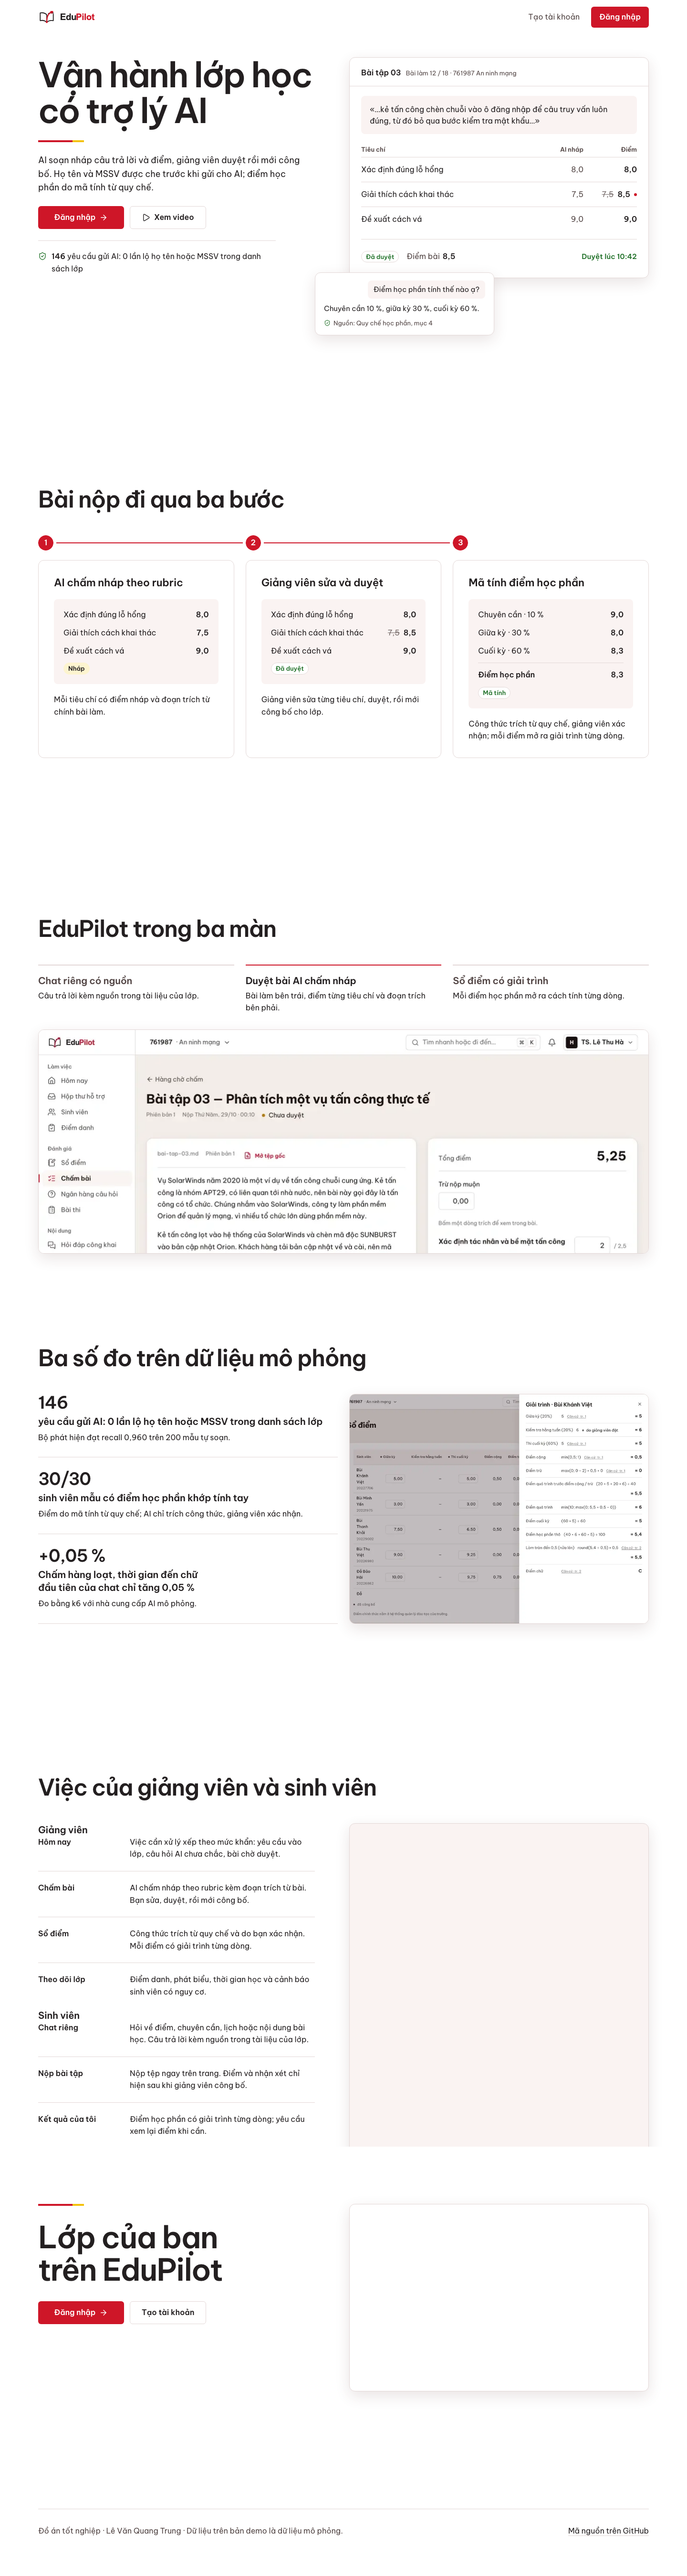 EduPilot
Tạo tài khoản
Đăng nhập
Vận hành lớp học
có trợ lý AI
AI soạn nháp câu trả lời và điểm, giảng viên duyệt rồi mới công
bố. Họ tên và MSSV được che trước khi gửi cho AI; điểm học
phần do mã tính từ quy chế.
Đăng nhập
Xem video
146 yêu cầu gửi AI: 0 lần lộ họ tên hoặc MSSV trong danh
sách lớp
Bài tập 03 Bài làm 12 / 18 · 761987 An ninh mạng
«…kẻ tấn công chèn chuỗi vào ô đăng nhập để câu truy vấn luôn
đúng, từ đó bỏ qua bước kiểm tra mật khẩu…»
Tiêu chí AI nháp Điểm
Xác định đúng lỗ hổng 8,0 8,0
Giải thích cách khai thác 7,5 7,5 8,5
Đề xuất cách vá 9,0 9,0
Đã duyệt Điểm bài 8,5 Duyệt lúc 10:42
Điểm học phần tính thế nào ạ?
Chuyên cần 10 %, giữa kỳ 30 %, cuối kỳ 60 %.
Nguồn: Quy chế học phần, mục 4
Bài nộp đi qua ba bước
1 2 3
AI chấm nháp theo rubric
Xác định đúng lỗ hổng 8,0
Giải thích cách khai thác 7,5
Đề xuất cách vá 9,0
Nháp
Mỗi tiêu chí có điểm nháp và đoạn trích từ
chính bài làm.
Giảng viên sửa và duyệt
Xác định đúng lỗ hổng 8,0
Giải thích cách khai thác 7,5 8,5
Đề xuất cách vá 9,0
Đã duyệt
Giảng viên sửa từng tiêu chí, duyệt, rồi mới
công bố cho lớp.
Mã tính điểm học phần
Chuyên cần · 10 % 9,0
Giữa kỳ · 30 % 8,0
Cuối kỳ · 60 % 8,3
Điểm học phần 8,3
Mã tính
Công thức trích từ quy chế, giảng viên xác
nhận; mỗi điểm mở ra giải trình từng dòng.
EduPilot trong ba màn
Chat riêng có nguồn
Câu trả lời kèm nguồn trong tài liệu của lớp.
Duyệt bài AI chấm nháp
Bài làm bên trái, điểm từng tiêu chí và đoạn trích
bên phải.
Sổ điểm có giải trình
Mỗi điểm học phần mở ra cách tính từng dòng.
EduPilot
761987 · An ninh mạng
Tìm nhanh hoặc đi đến...
⌘ K
H TS. Lê Thu Hà
Làm việc
Hôm nay
Hộp thư hỗ trợ
Sinh viên
Điểm danh
Đánh giá
Sổ điểm
Chấm bài
Ngân hàng câu hỏi
Bài thi
Nội dung
Hỏi đáp công khai
Hàng chờ chấm
Bài tập 03 — Phân tích một vụ tấn công thực tế
Phiên bản 1 Nộp Thứ Năm, 29/10 · 00:10 Chưa duyệt
bai-tap-03.md Phiên bản 1 Mở tệp gốc
Vụ SolarWinds năm 2020 là một ví dụ về tấn công chuỗi cung ứng. Kẻ tấn
công là nhóm APT29, có liên quan tới nhà nước, nên bài này gọi đây là tấn
công có tổ chức. Chúng nhắm vào SolarWinds, công ty làm phần mềm
Orion để quản lý mạng, vì nhiều tổ chức lớn dùng phần mềm này.
Kẻ tấn công lọt vào hệ thống của SolarWinds và chèn mã độc SUNBURST
vào bản cập nhật Orion. Khách hàng tải bản cập nhật về và cài, nên mã
Tổng điểm 5,25
Trừ nộp muộn
0,00
Bấm một dòng trích để xem trong bài.
Xác định tác nhân và bề mặt tấn công 2 / 2,5
Ba số đo trên dữ liệu mô phỏng
146
yêu cầu gửi AI: 0 lần lộ họ tên hoặc MSSV trong danh sách lớp
Bộ phát hiện đạt recall 0,960 trên 200 mẫu tự soạn.
30/30
sinh viên mẫu có điểm học phần khớp tính tay
Điểm do mã tính từ quy chế; AI chỉ trích công thức, giảng viên xác nhận.
+0,05 %
Chấm hàng loạt, thời gian đến chữ
đầu tiên của chat chỉ tăng 0,05 %
Đo bằng k6 với nhà cung cấp AI mô phỏng.
Sổ điểm
Giải trình · Bùi Khánh Việt
Việc của giảng viên và sinh viên
Giảng viên
Hôm nay Việc cần xử lý xếp theo mức khẩn: yêu cầu vào
lớp, câu hỏi AI chưa chắc, bài chờ duyệt.
Chấm bài AI chấm nháp theo rubric kèm đoạn trích từ bài.
Bạn sửa, duyệt, rồi mới công bố.
Sổ điểm Công thức trích từ quy chế và do bạn xác nhận.
Mỗi điểm có giải trình từng dòng.
Theo dõi lớp Điểm danh, phát biểu, thời gian học và cảnh báo
sinh viên có nguy cơ.
Sinh viên
Chat riêng Hỏi về điểm, chuyên cần, lịch hoặc nội dung bài
học. Câu trả lời kèm nguồn trong tài liệu của lớp.
Nộp bài tập Nộp tệp ngay trên trang. Điểm và nhận xét chỉ
hiện sau khi giảng viên công bố.
Kết quả của tôi Điểm học phần có giải trình từng dòng; yêu cầu
xem lại điểm khi cần.
Lớp của bạn
trên EduPilot
Đăng nhập
Tạo tài khoản
Đồ án tốt nghiệp · Lê Văn Quang Trung · Dữ liệu trên bản demo là dữ liệu mô phỏng.
Mã nguồn trên GitHub